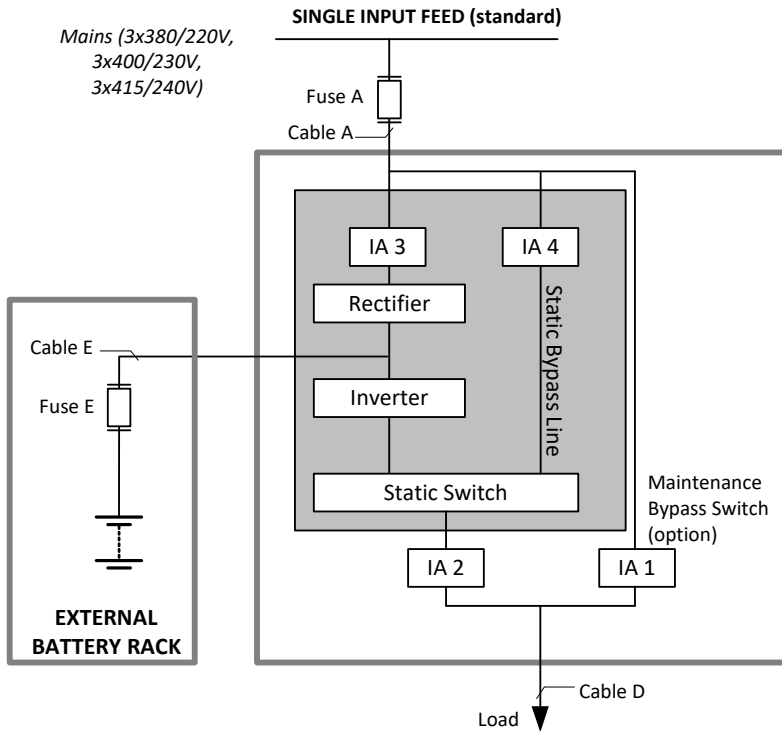 SINGLE INPUT FEED (standard)
Mains (3x380/220V,
3x400/230V,
3x415/240V)
Fuse A
Cable A
IA 3
IA 4
Rectifier
Static Bypass Line
Cable E
Fuse E
Inverter
Static Switch
Maintenance
Bypass Switch
(option)
IA 2
IA 1
EXTERNAL
BATTERY RACK
Cable D
Load